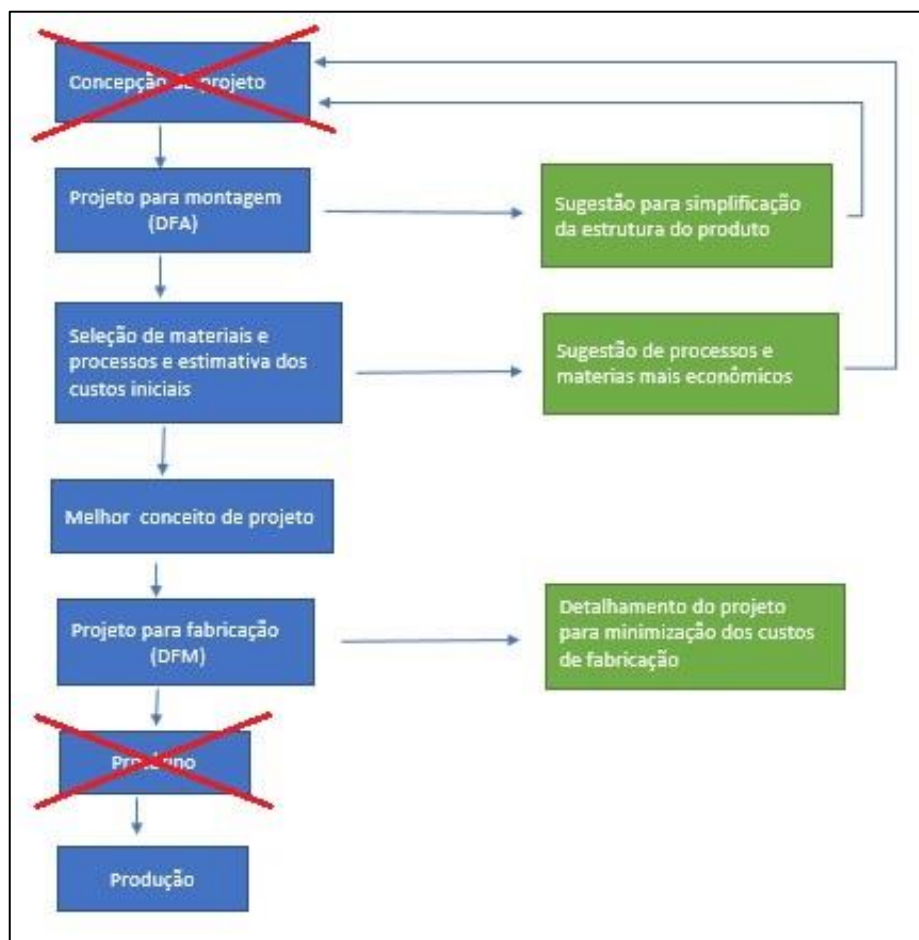 Concepção de projeto
Projeto para montagem
(DFA)
Sugestão para simplificação
da estrutura do produto
Seleção de materiais e
processos e estimativa dos
custos iniciais
Sugestão de processos e
materias mais econômicos
Melhor conceito de projeto
Projeto para fabricação
(DFM)
Detalhamento do projeto
para minimização dos custos
de fabricação
Produção